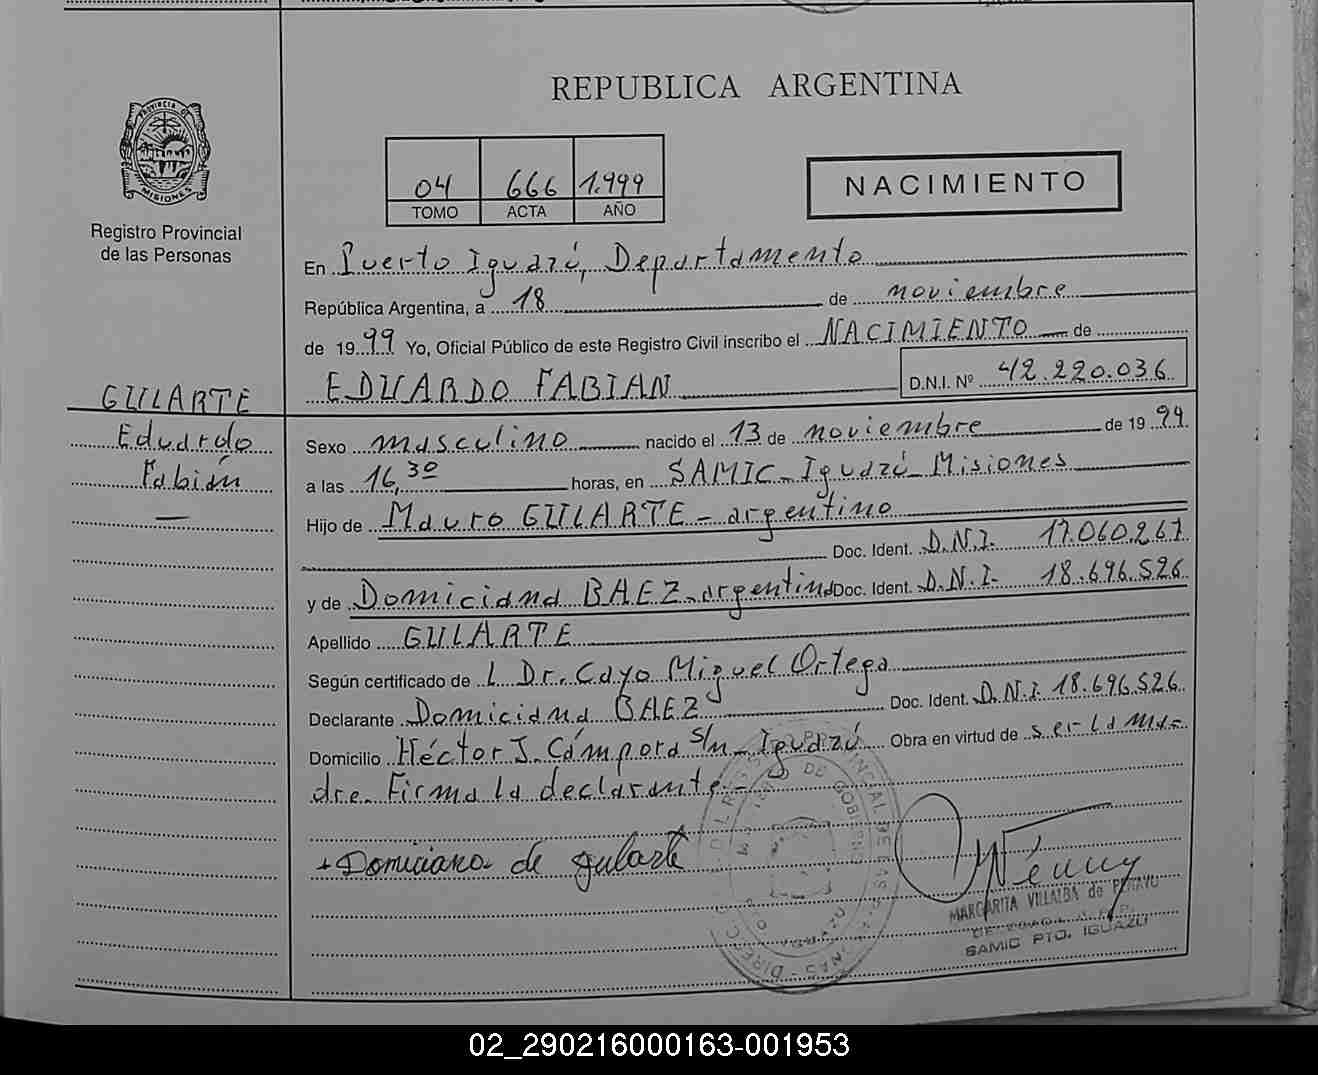 REPUBLICA ARGENTINA
PROVINCIA DE
MISIONES
Registro Provincial
de las Personas
04 666 1.999
TOMO ACTA AÑO
NACIMIENTO
En Puerto Iguazú, Departamento
República Argentina, a 18 de noviembre
de 1999 Yo, Oficial Público de este Registro Civil inscribo el NACIMIENTO de
EDUARDO FABIAN D.N.I. Nº 42.220.036
GULARTE
Eduardo
Fabián
—
Sexo masculino nacido el 13 de noviembre de 1999
a las 16,30 horas, en SAMIC - Iguazú - Misiones
Hijo de Mauro GULARTE - argentino
Doc. Ident. D.N.I. 17.060.267
y de Domiciana BAEZ - argentina Doc. Ident. D.N.I. 18.696.526
Apellido GULARTE
Según certificado de L Dr. Cayo Miguel Ortega
Declarante Domiciana BAEZ Doc. Ident. D.N.I. 18.696.526
Domicilio Héctor J. Cámpora s/n - Iguazú Obra en virtud de ser la ma-
dre. Firma la declarante.-
+ Domiciana de Gularte
MARGARITA VILLALBA de
SAMIC PTO. IGUAZU
02_290216000163-001953